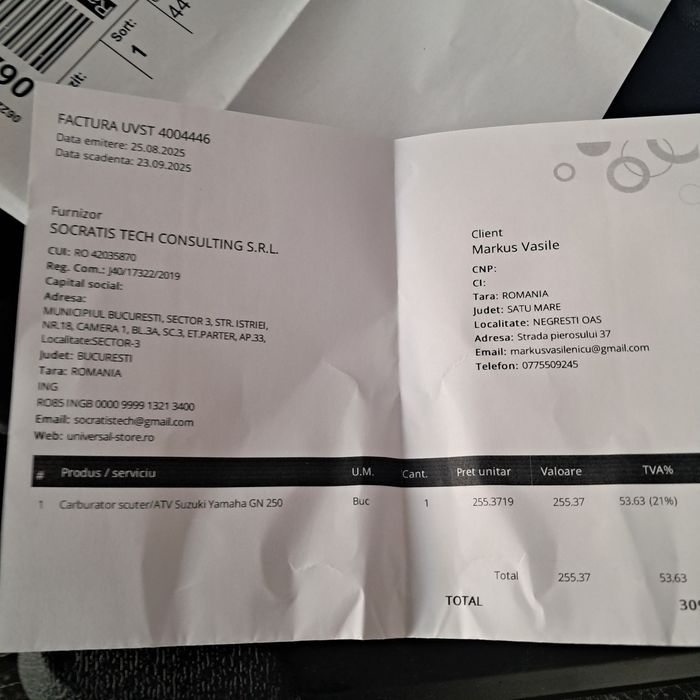 Sort:
1
44
FACTURA UVST 4004446
Data emitere: 25.08.2025
Data scadenta: 23.09.2025
Furnizor
SOCRATIS TECH CONSULTING S.R.L.
CUI: RO 42035870
Reg. Com.: J40/17322/2019
Capital social:
Adresa:
MUNICIPIUL BUCURESTI, SECTOR 3, STR. ISTRIEI,
NR.18, CAMERA 1, BL.3A, SC.3, ET.PARTER, AP.33,
Localitate:SECTOR-3
Judet: BUCURESTI
Tara: ROMANIA
ING
RO85 INGB 0000 9999 1321 3400
Email: socratistech@gmail.com
Web: universal-store.ro
Client
Markus Vasile
CNP:
CI:
Tara: ROMANIA
Judet: SATU MARE
Localitate: NEGRESTI OAS
Adresa: Strada pierosului 37
Email: markusvasilenicu@gmail.com
Telefon: 0775509245
# Produs / serviciu U.M. Cant. Pret unitar Valoare TVA%
1 Carburator scuter/ATV Suzuki Yamaha GN 250 Buc 1 255.3719 255.37 53.63 (21%)
Total 255.37 53.63
TOTAL